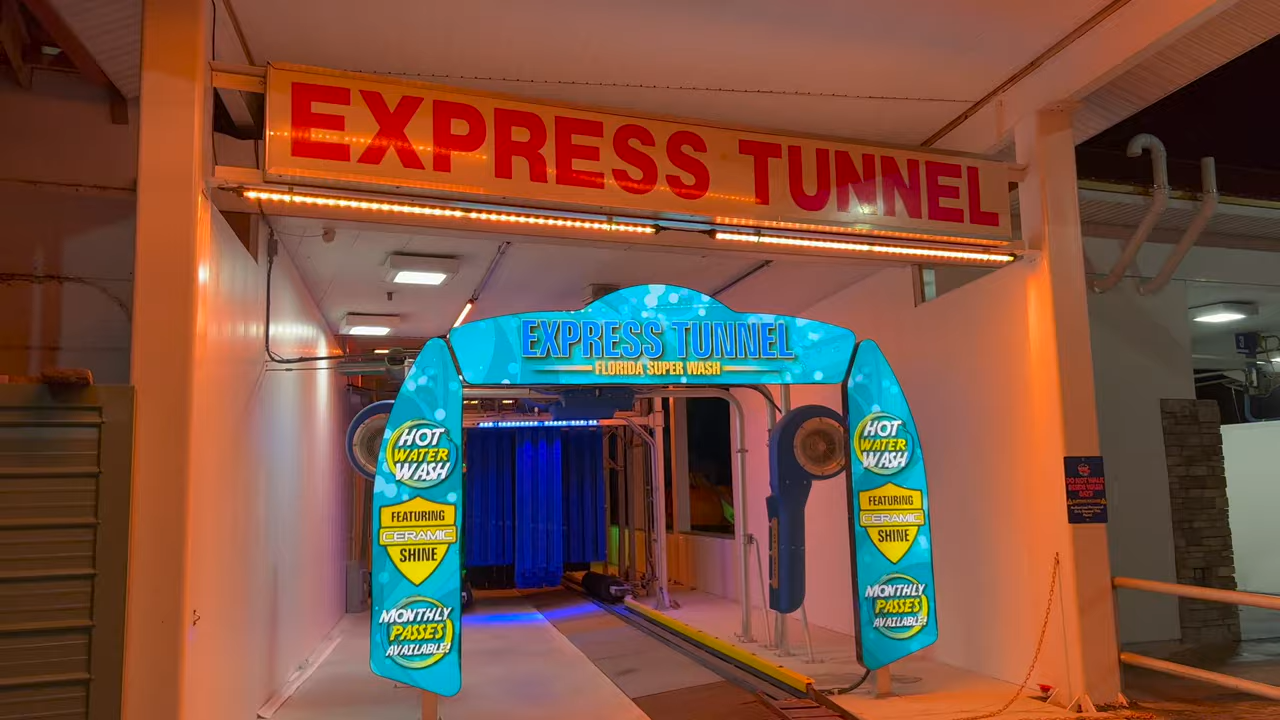 EXPRESS TUNNEL
EXPRESS TUNNEL
FLORIDA SUPER WASH
HOT
WATER
WASH
FEATURING
CERAMIC
SHINE
MONTHLY
PASSES
AVAILABLE!
HOT
WATER
WASH
FEATURING
CERAMIC
SHINE
MONTHLY
PASSES
AVAILABLE!
DO NOT WALK